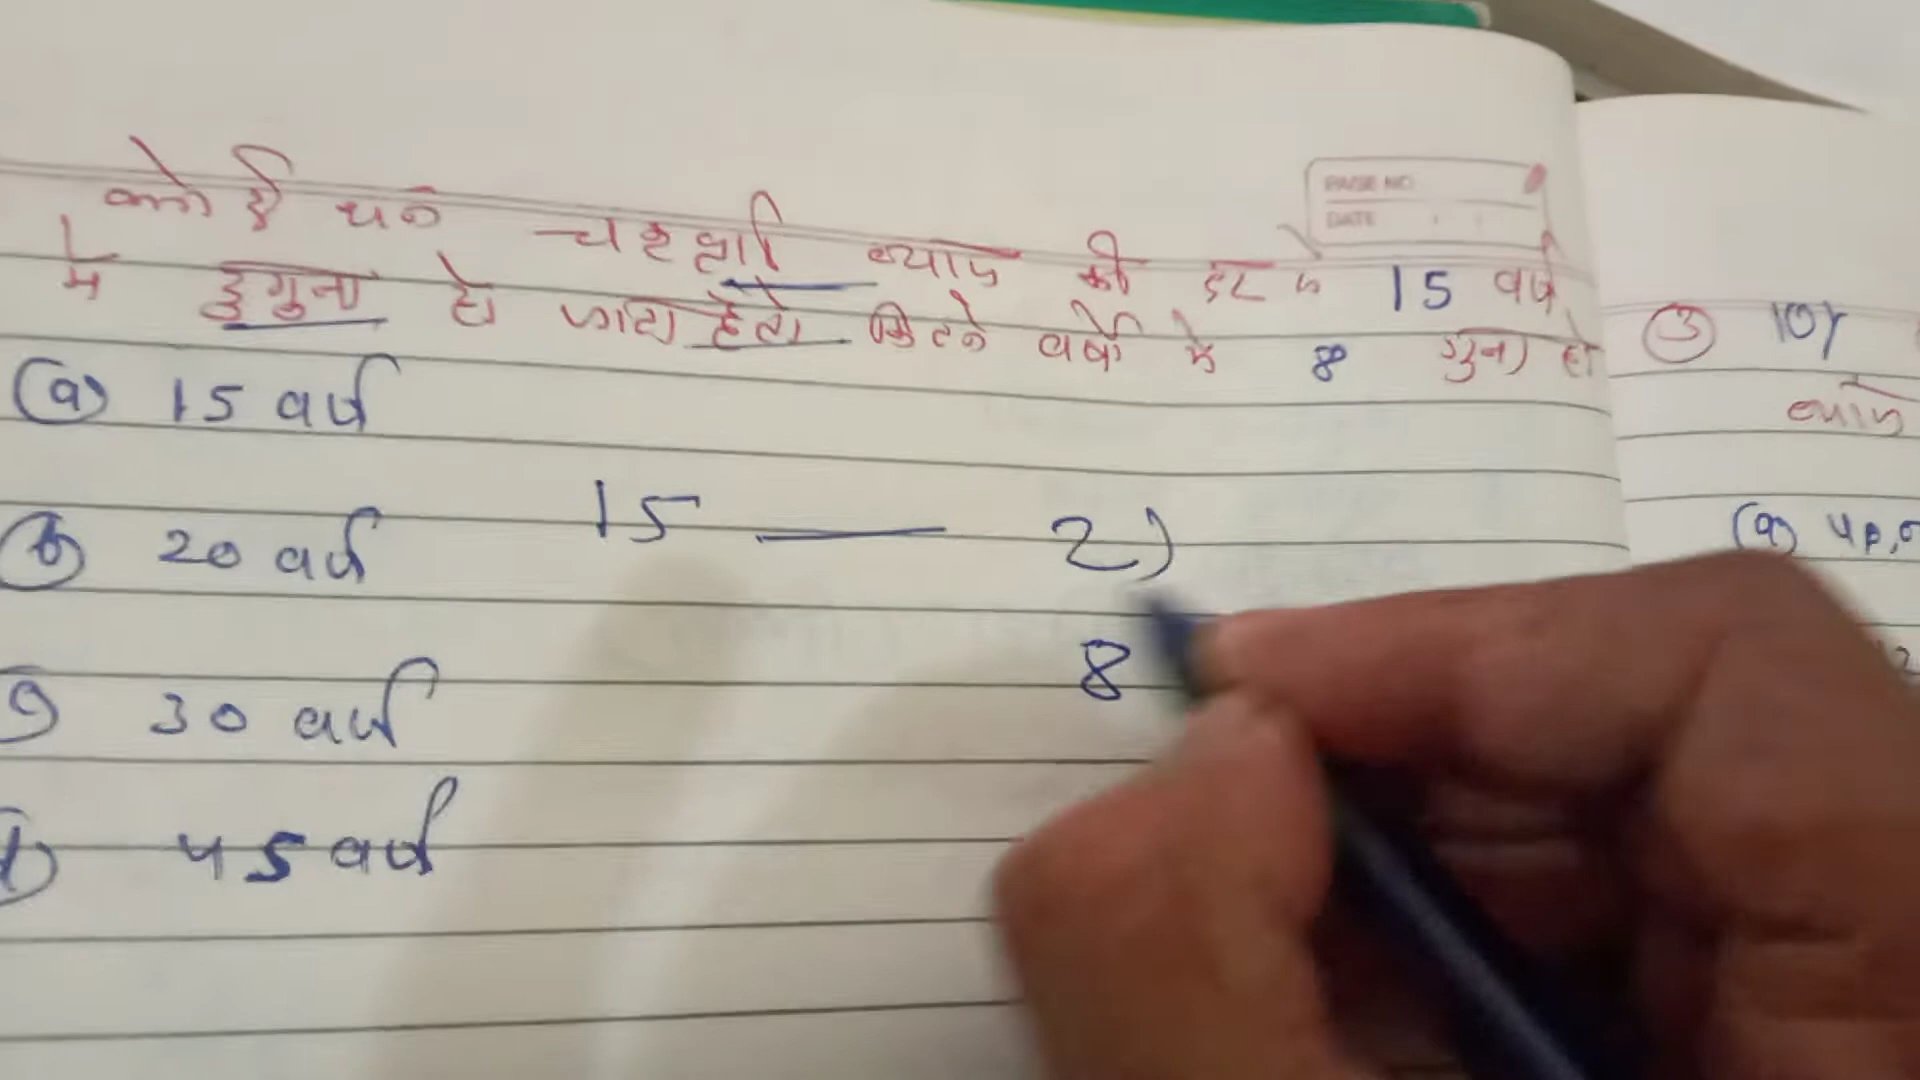 कोई धन चक्रवृद्धि ब्याज की दर से 15 वर्ष
में दुगुना हो जाता है तो कितने वर्षों में 8 गुना हो
(a) 15 वर्ष
(b) 20 वर्ष
30 वर्ष
45 वर्ष
15 — 2)
8
PAGE NO
DATE
③ 10%
ब्याज
(a)